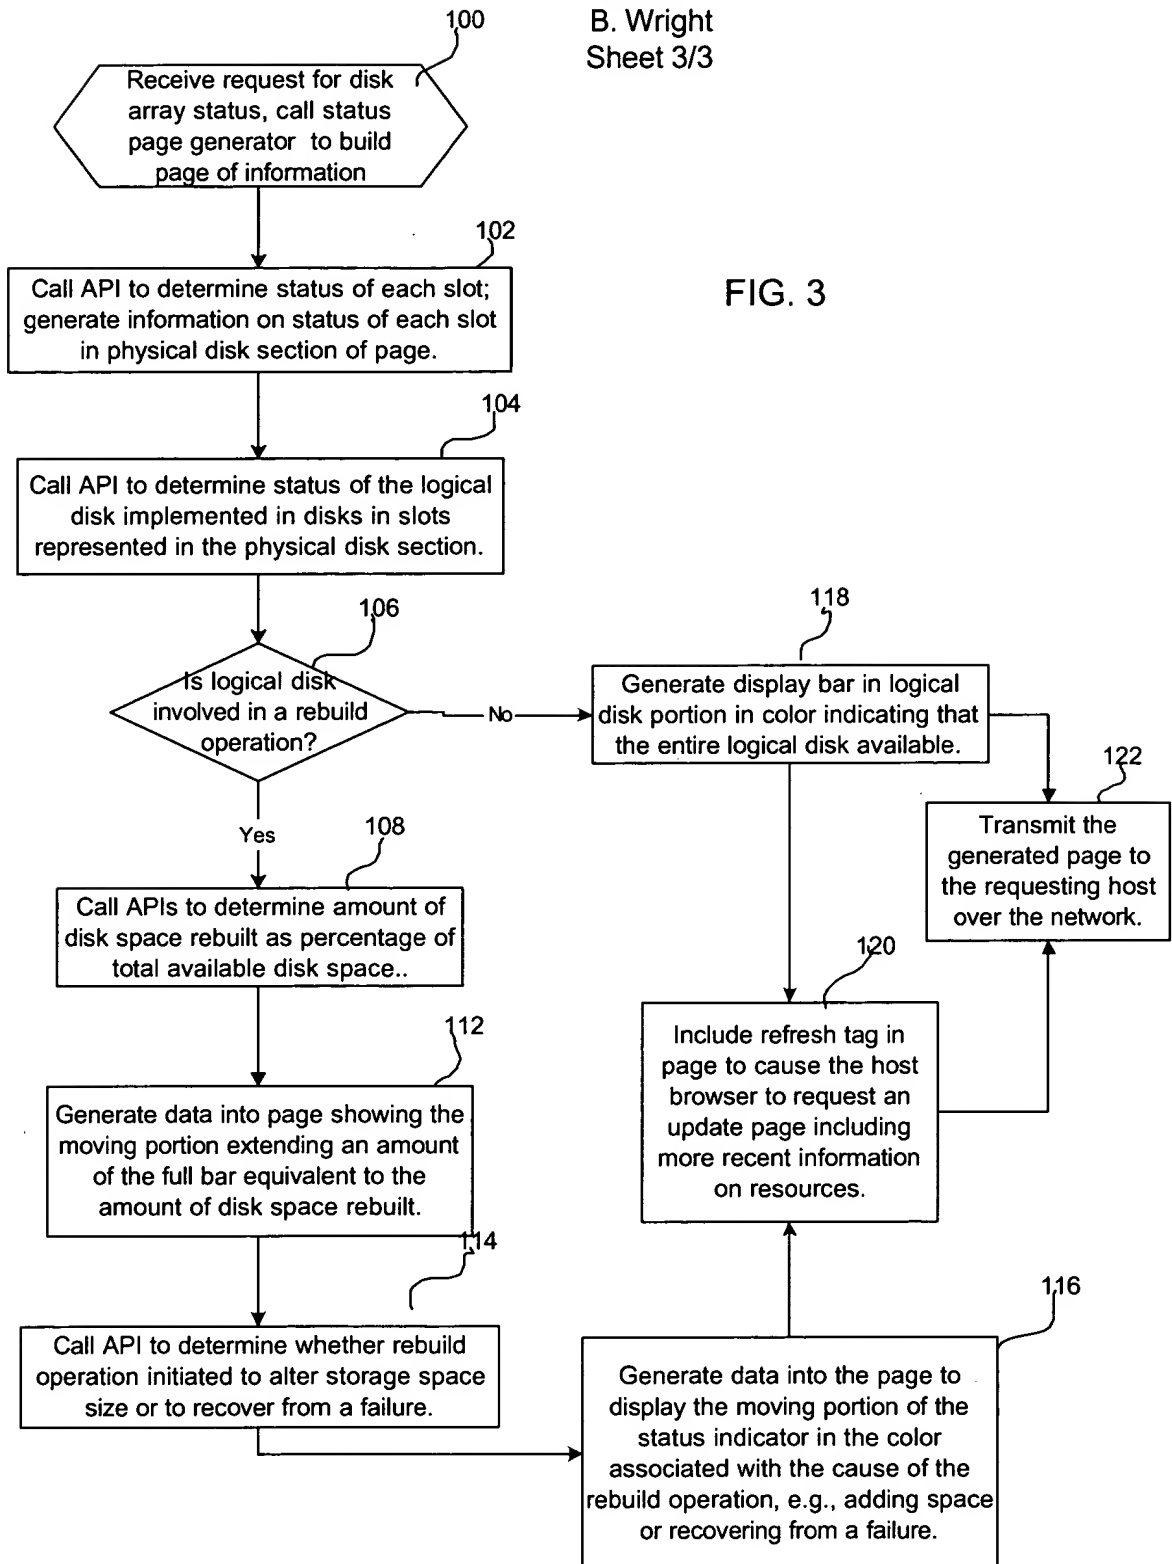 B. Wright
Sheet 3/3
FIG. 3
100
Receive request for disk
array status, call status
page generator to build
page of information
102
Call API to determine status of each slot;
generate information on status of each slot
in physical disk section of page.
104
Call API to determine status of the logical
disk implemented in disks in slots
represented in the physical disk section.
106
Is logical disk
involved in a rebuild
operation?
No
Yes
108
Call APIs to determine amount of
disk space rebuilt as percentage of
total available disk space..
112
Generate data into page showing the
moving portion extending an amount
of the full bar equivalent to the
amount of disk space rebuilt.
114
Call API to determine whether rebuild
operation initiated to alter storage space
size or to recover from a failure.
116
Generate data into the page to
display the moving portion of the
status indicator in the color
associated with the cause of the
rebuild operation, e.g., adding space
or recovering from a failure.
118
Generate display bar in logical
disk portion in color indicating that
the entire logical disk available.
120
Include refresh tag in
page to cause the host
browser to request an
update page including
more recent information
on resources.
122
Transmit the
generated page to
the requesting host
over the network.